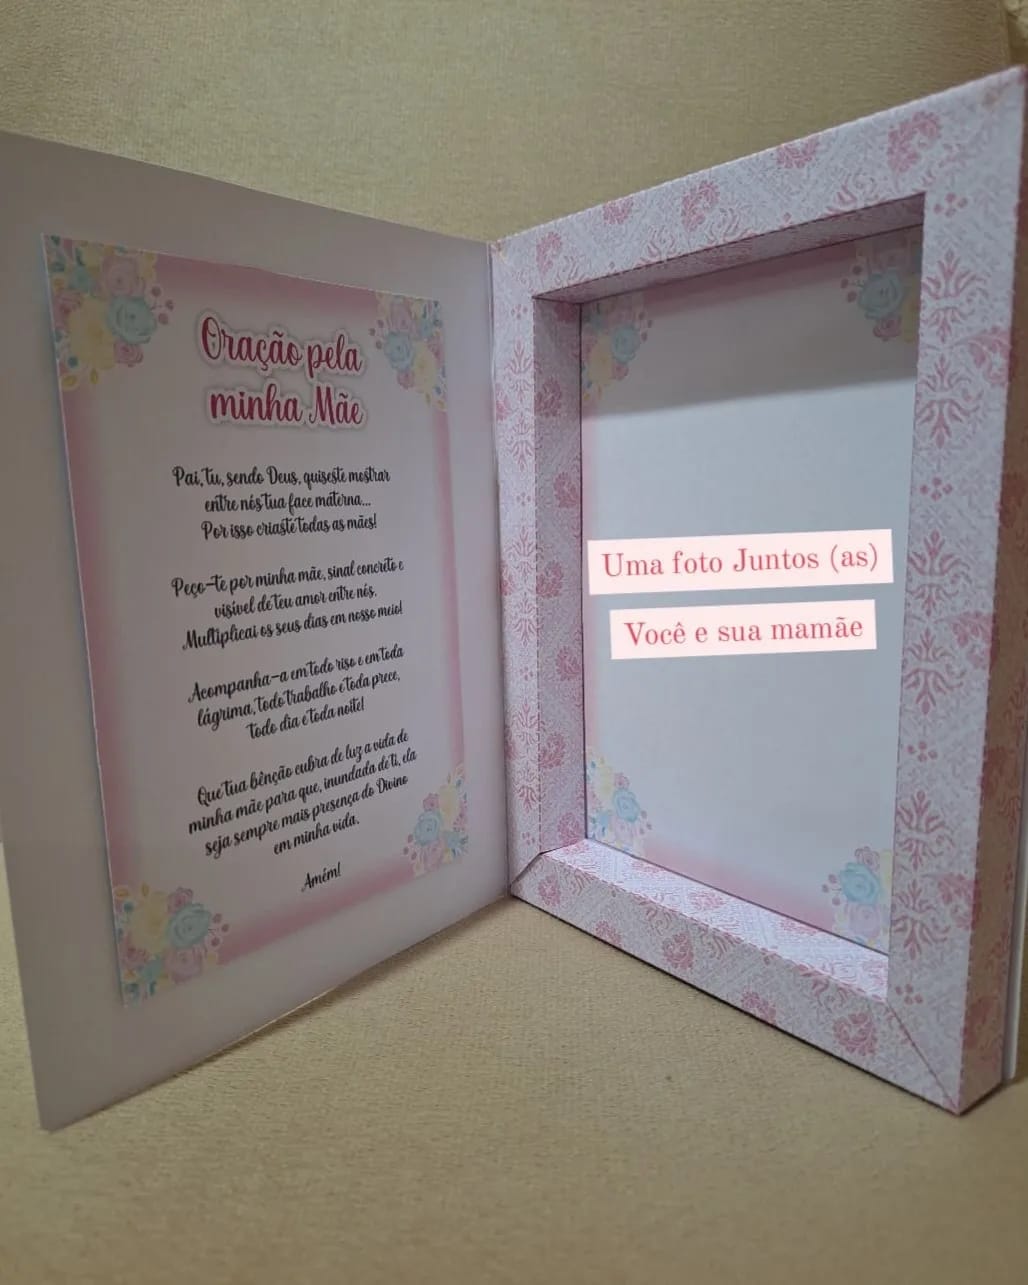 Oração pela
minha Mãe
Pai, tu, sendo Deus, quiseste mostrar
entre nós tua face materna...
Por isso criaste todas as mães!
Peço-te por minha mãe, sinal concreto e
visível de teu amor entre nós.
Multiplicai os seus dias em nosso meio!
Acompanha-a em todo riso e em toda
lágrima, todo trabalho e toda prece,
todo dia e toda noite!
Que tua bênção cubra de luz a vida de
minha mãe para que, inundada de ti, ela
seja sempre mais presença do Divino
em minha vida.
Amém!
Uma foto Juntos (as)
Você e sua mamãe